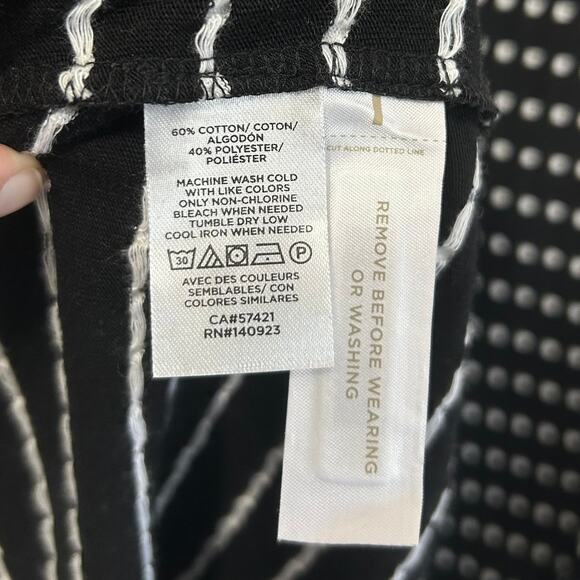 60% COTTON/ COTON/
ALGODÓN
40% POLYESTER/
POLIÉSTER
MACHINE WASH COLD
WITH LIKE COLORS
ONLY NON-CHLORINE
BLEACH WHEN NEEDED
TUMBLE DRY LOW
COOL IRON WHEN NEEDED
30 P
AVEC DES COULEURS
SEMBLABLES/ CON
COLORES SIMILARES
CA#57421
RN#140923
CUT ALONG DOTTED LINE
REMOVE BEFORE WEARING
OR WASHING